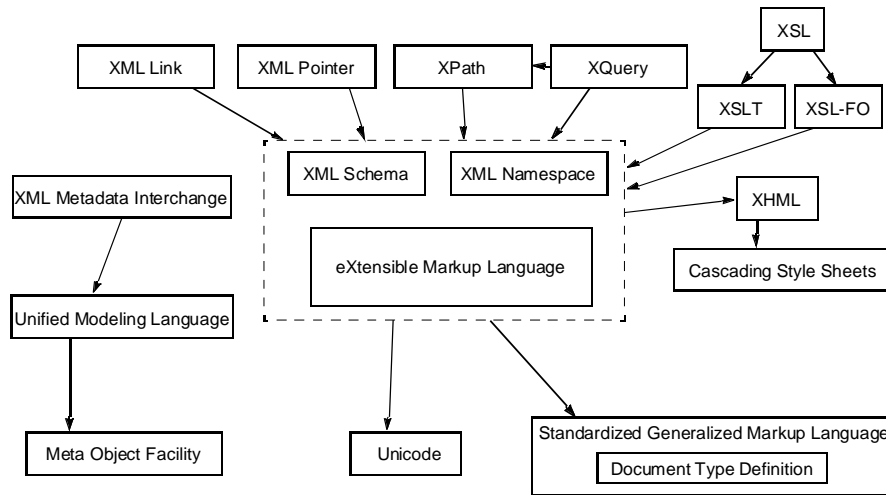 XSL
XML Link
XML Pointer
XPath
XQuery
XSLT
XSL-FO
XML Schema
XML Namespace
XML Metadata Interchange
XHML
eXtensible Markup Language
Cascading Style Sheets
Unified Modeling Language
Standardized Generalized Markup Language
Meta Object Facility
Unicode
Document Type Definition